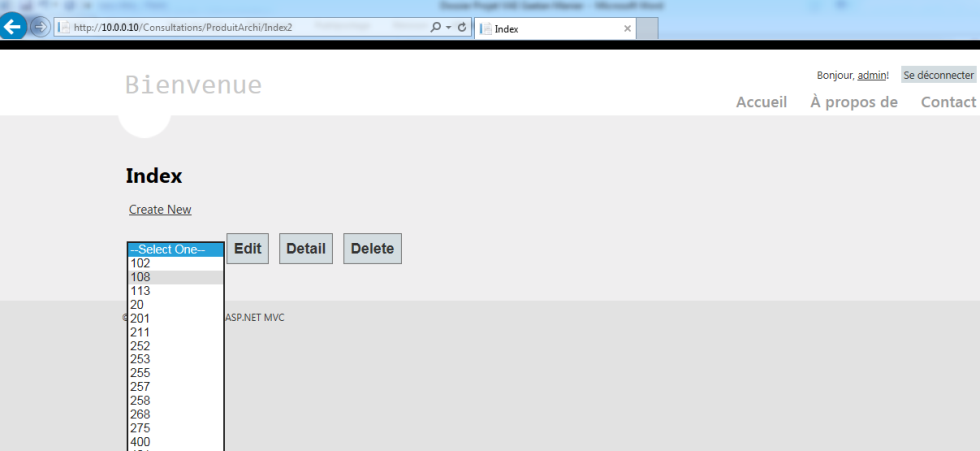 http://10.0.0.10/Consultations/ProduitArchi/Index2
Index
Bienvenue
Bonjour, admin!
Se déconnecter
Accueil
À propos de
Contact
Index
Create New
--Select One--
Edit
Detail
Delete
102
108
113
20
201
211
252
253
255
257
258
268
275
400
ASP.NET MVC